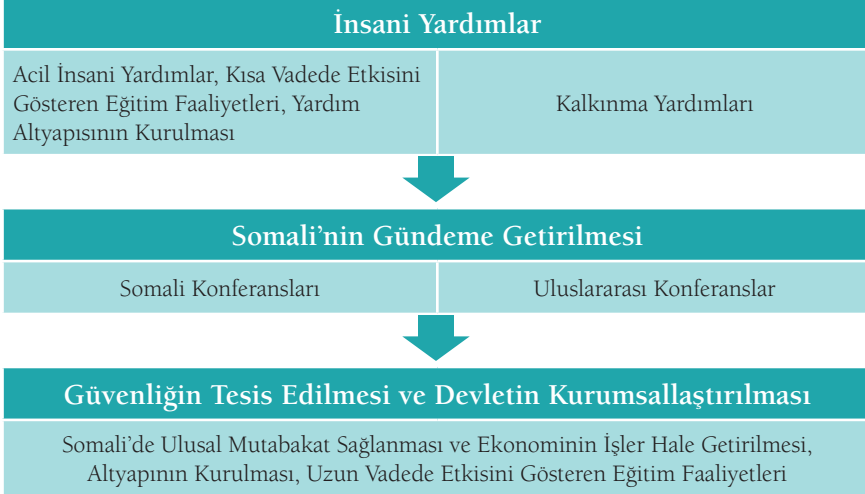 İnsani Yardımlar
Acil İnsani Yardımlar, Kısa Vadede Etkisini
Gösteren Eğitim Faaliyetleri, Yardım
Altyapısının Kurulması
Kalkınma Yardımları
Somali’nin Gündeme Getirilmesi
Somali Konferansları
Uluslararası Konferanslar
Güvenliğin Tesis Edilmesi ve Devletin Kurumsallaştırılması
Somali’de Ulusal Mutabakat Sağlanması ve Ekonominin İşler Hale Getirilmesi,
Altyapının Kurulması, Uzun Vadede Etkisini Gösteren Eğitim Faaliyetleri